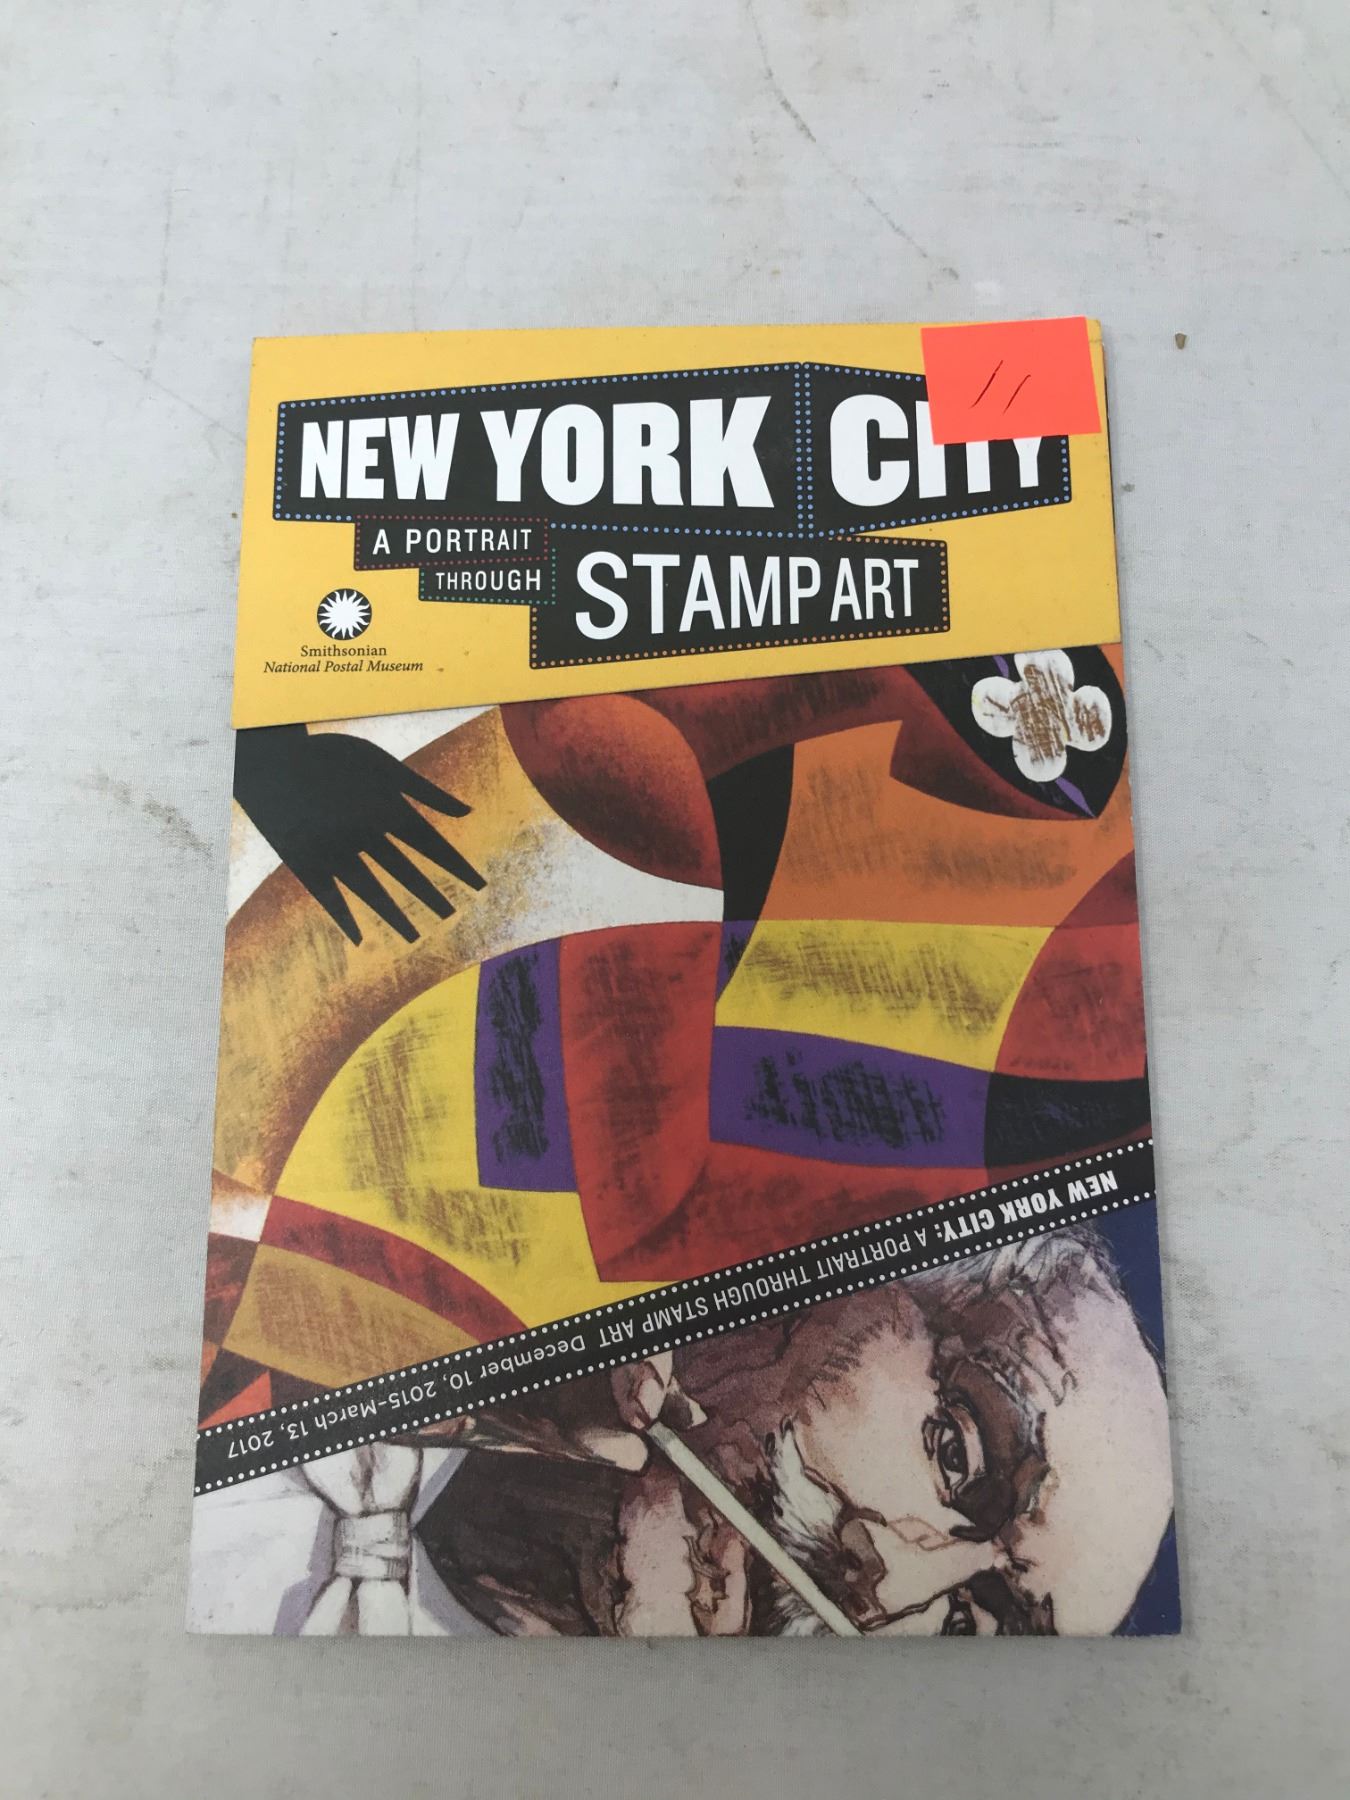 11
NEW YORK CITY
A PORTRAIT
THROUGH
STAMP ART
Smithsonian
National Postal Museum
NEW YORK CITY: A PORTRAIT THROUGH STAMP ART December 10, 2015–March 13, 2017